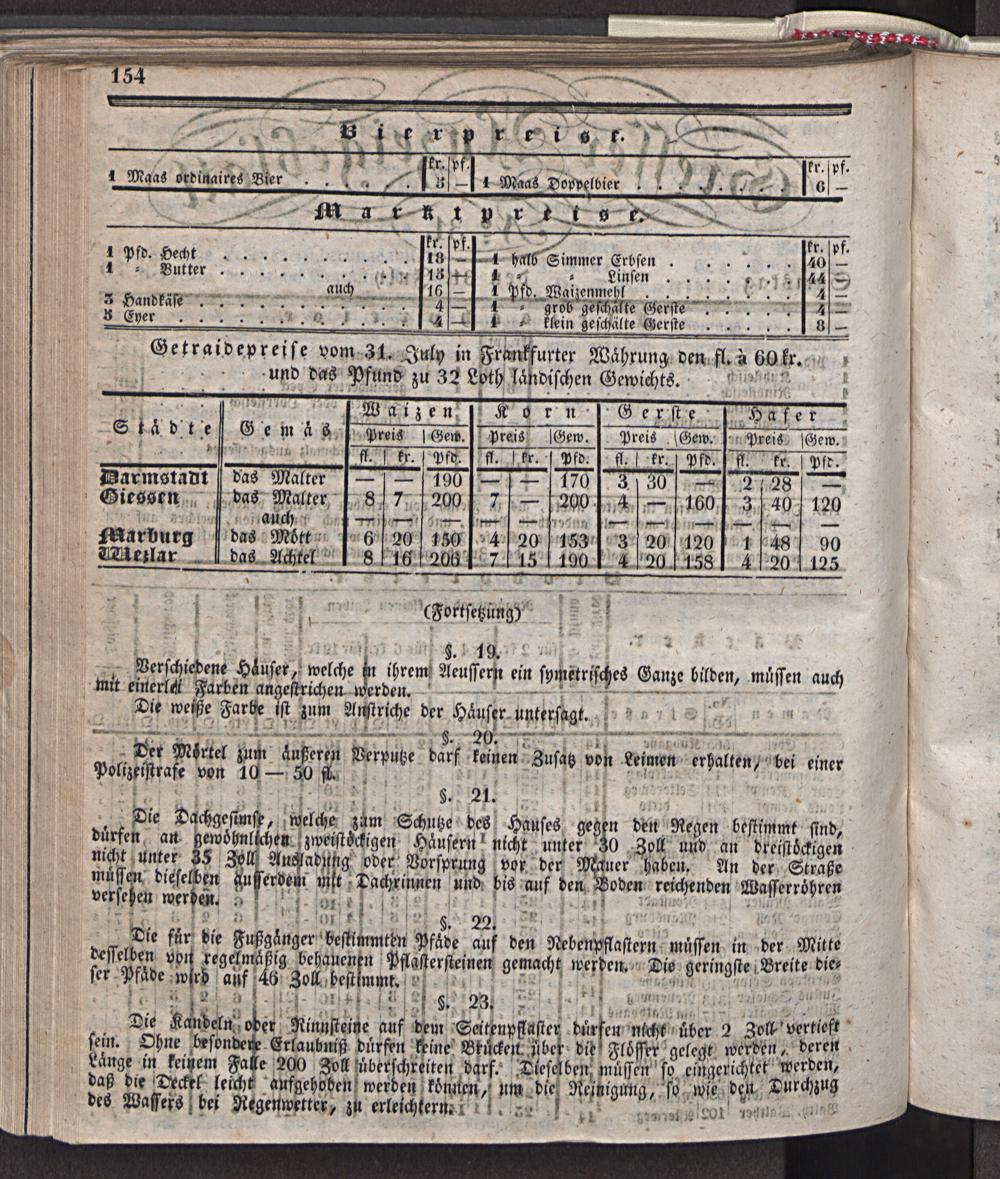 154
Bierpreise.
kr. pf. kr. pf.
1 Maas ordinaires Bier . . . . . . 5 — 1 Maas Doppelbier . . . . . . . 6 —
Marktpreise.
kr. pf. kr. pf.
1 Pfd. Hecht . . . . . . . . . 18 — 1 halb Simmer Erbsen . . . . . . 40 —
1 " Butter . . . . . . . . . 15 — 1 " " Linsen . . . . . . 44 —
auch 16 — 1 Pfd. Waizenmehl . . . . . . . 4 —
3 Handkäse . . . . . . . . . 4 — 1 " grob geschälte Gerste . . . . . 4 —
5 Eyer . . . . . . . . . . 4 — 1 " klein geschälte Gerste . . . . . 8 —
Getraidepreise vom 31. July in Frankfurter Währung den fl. à 60 kr.
und das Pfund zu 32 Loth ländischen Gewichts.
Städte Gemäs Waizen Korn Gerste Hafer
Preis Gew. Preis Gew. Preis Gew. Preis Gew.
fl. kr. Pfd. fl. kr. Pfd. fl. kr. Pfd. fl. kr. Pfd.
Darmstadt das Malter — — 190 — — 170 3 30 — 2 28 —
Giessen das Malter 8 7 200 7 — 200 4 — 160 3 40 120
auch — — — — — — — — — — — —
Marburg das Mött 6 20 150 4 20 153 3 20 120 1 48 90
Wezlar das Achtel 8 16 206 7 15 190 4 20 158 4 20 125
(Fortsetzung)
§. 19.
Verschiedene Häuser, welche in ihrem Aeussern ein symetrisches Ganze bilden, müssen auch
mit einerlei Farben angestrichen werden.
Die weiße Farbe ist zum Anstriche der Häuser untersagt.
§. 20.
Der Mörtel zum äußeren Verputze darf keinen Zusatz von Leimen erhalten, bei einer
Polizeistrafe von 10 — 50 fl.
§. 21.
Die Dachgesimse, welche zum Schutze des Hauses gegen den Regen bestimmt sind,
dürfen an gewöhnlichen zweistöckigen Häusern nicht unter 30 Zoll und an dreistöckigen
nicht unter 35 Zoll Ausladung oder Vorsprung vor der Mauer haben. An der Straße
müssen dieselben ausserdem mit Dachrinnen und bis auf den Boden reichenden Wasserröhren
versehen werden.
§. 22.
Die für die Fußgänger bestimmten Pfäde auf den Nebenpflastern müssen in der Mitte
desselben von regelmäßig behauenen Pflastersteinen gemacht werden. Die geringste Breite die-
ser Pfäde wird auf 46 Zoll bestimmt.
§. 23.
Die Kandeln oder Rinnsteine auf dem Seitenpflaster dürfen nicht über 2 Zoll vertieft
sein. Ohne besondere Erlaubniß dürfen keine Brücken über die Flösser gelegt werden, deren
Länge in keinem Falle 200 Zoll überschreiten darf. Dieselben müssen so eingerichtet werden,
daß die Deckel leicht aufgehoben werden können, um die Reinigung, so wie den Durchzug
des Wassers bei Regenwetter, zu erleichtern.